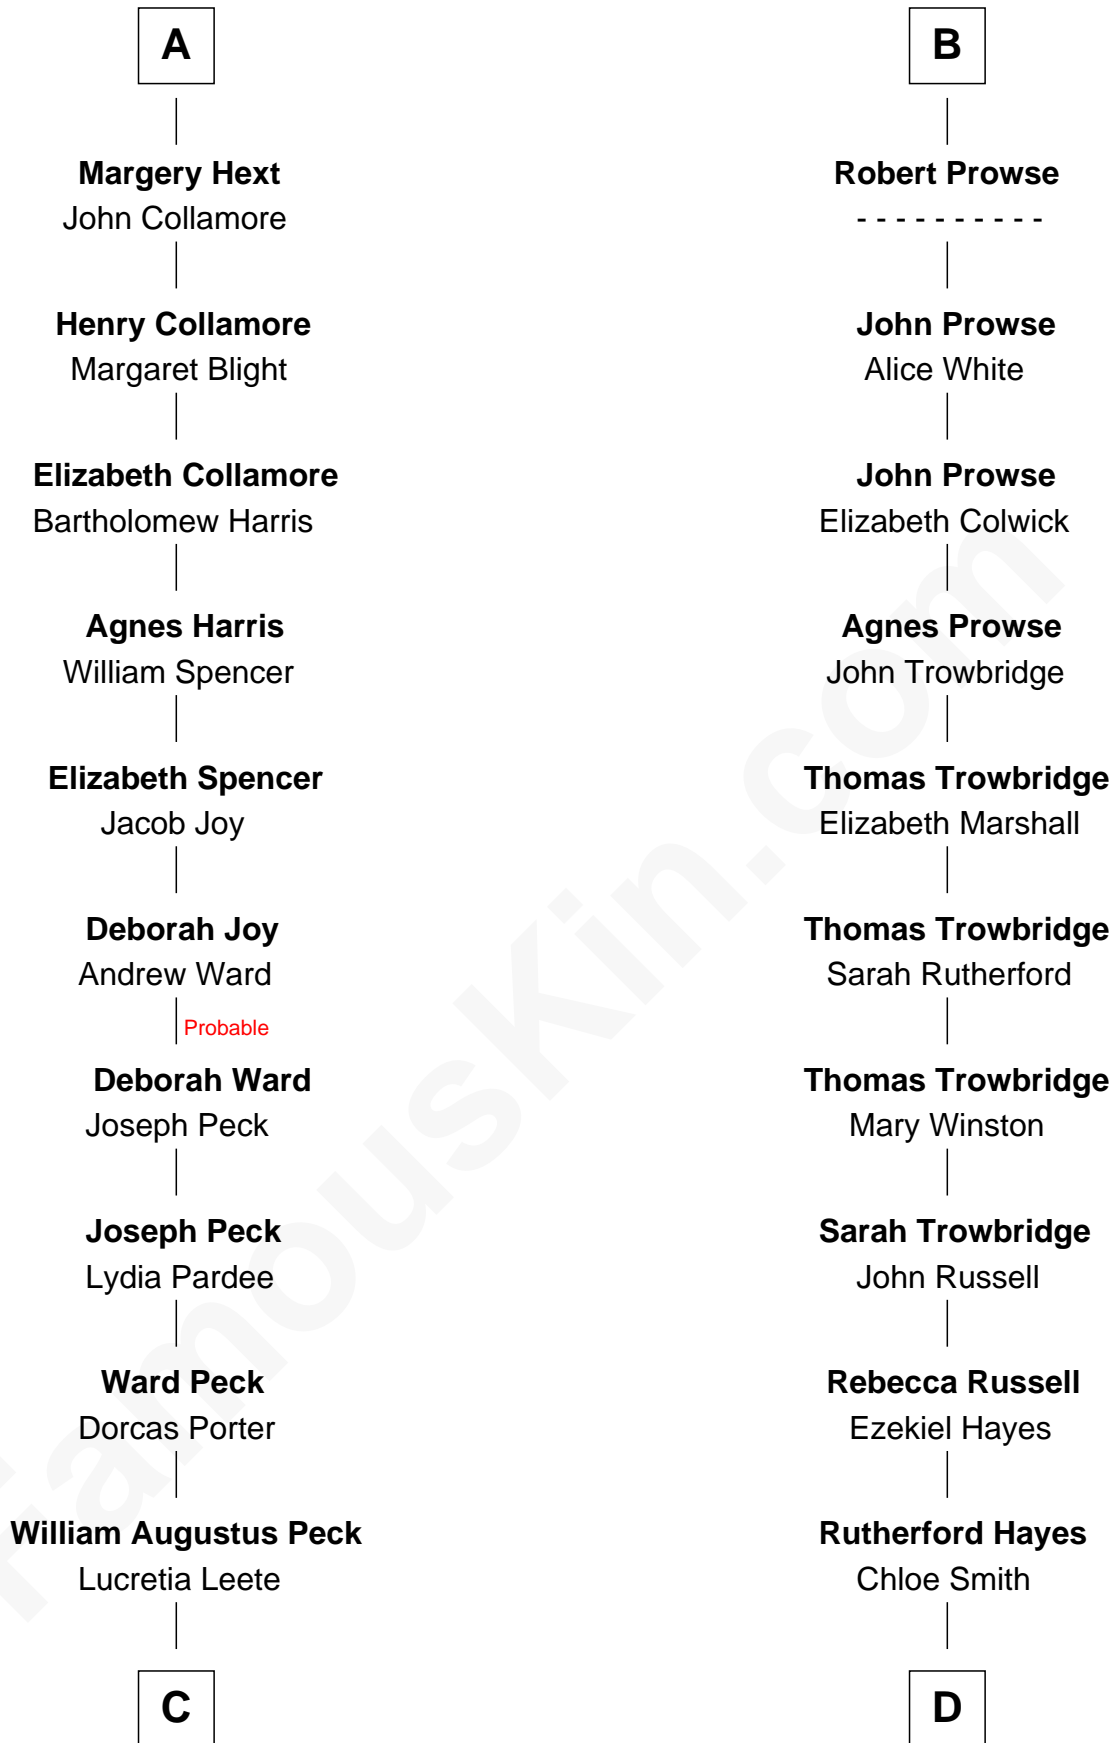 A
Margery Hext
John Collamore
Henry Collamore
Margaret Blight
Elizabeth Collamore
Bartholomew Harris
Agnes Harris
William Spencer
Elizabeth Spencer
Jacob Joy
Deborah Joy
Andrew Ward
Probable
Deborah Ward
Joseph Peck
Joseph Peck
Lydia Pardee
Ward Peck
Dorcas Porter
William Augustus Peck
Lucretia Leete
C
B
Robert Prowse
- - - - - - - - - -
John Prowse
Alice White
John Prowse
Elizabeth Colwick
Agnes Prowse
John Trowbridge
Thomas Trowbridge
Elizabeth Marshall
Thomas Trowbridge
Sarah Rutherford
Thomas Trowbridge
Mary Winston
Sarah Trowbridge
John Russell
Rebecca Russell
Ezekiel Hayes
Rutherford Hayes
Chloe Smith
D
FamousKin.com